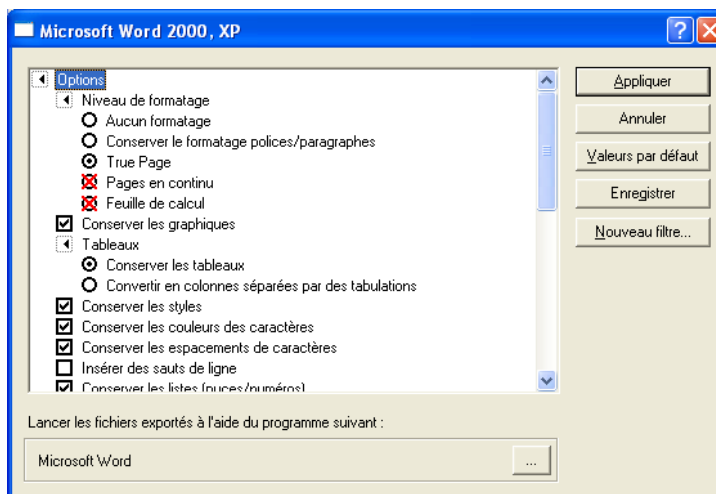 Microsoft Word 2000, XP
?
Options
Niveau de formatage
Aucun formatage
Conserver le formatage polices/paragraphes
True Page
Pages en continu
Feuille de calcul
Conserver les graphiques
Tableaux
Conserver les tableaux
Convertir en colonnes séparées par des tabulations
Conserver les styles
Conserver les couleurs des caractères
Conserver les espacements de caractères
Insérer des sauts de ligne
Conserver les listes (puces/numéros)
Appliquer
Annuler
Valeurs par défaut
Enregistrer
Nouveau filtre...
Lancer les fichiers exportés à l'aide du programme suivant :
Microsoft Word
...